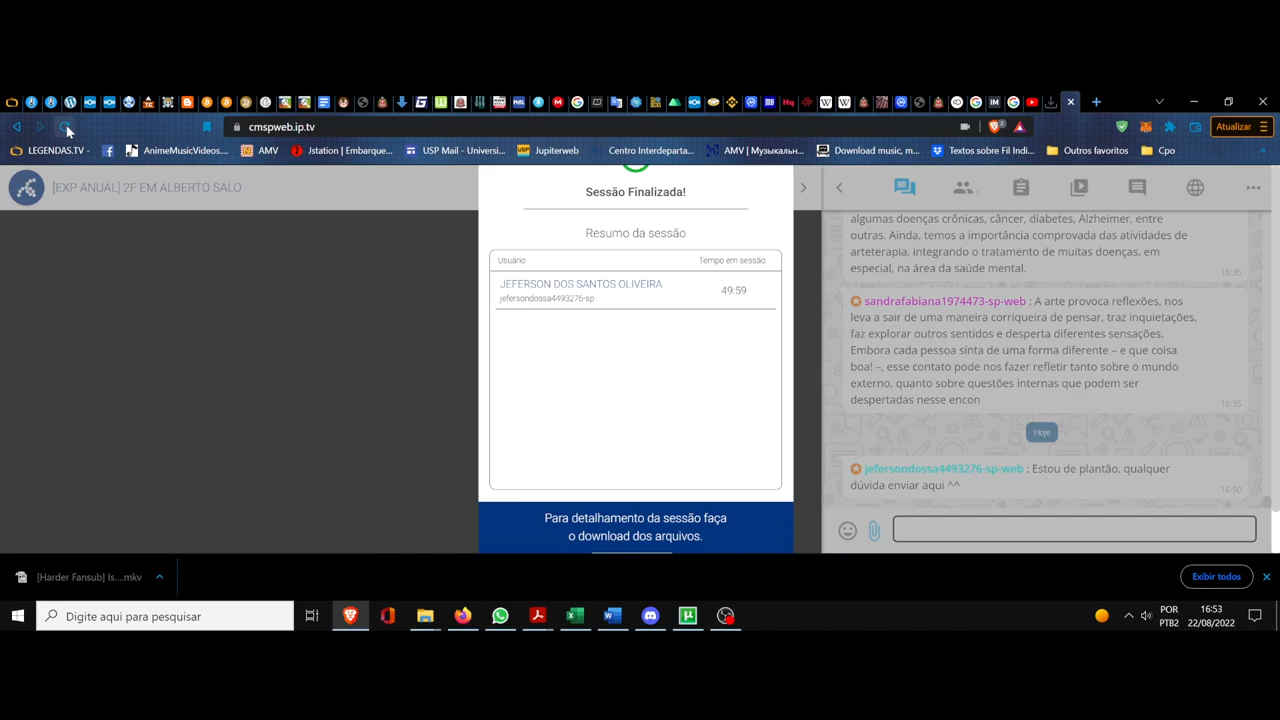 cmspweb.ip.tv
Atualizar
LEGENDAS.TV -
AnimeMusicVideos...
AMV
Jstation | Embarque...
USP Mail - Universi...
Jupiterweb
Centro Interdeparta...
AMV | Музыкальн...
Download music, m...
Textos sobre Fil Indi...
Outros favoritos
Cpo
[EXP ANUAL] 2F EM ALBERTO SALO
Sessão Finalizada!
Resumo da sessão
Usuário
Tempo em sessão
JEFERSON DOS SANTOS OLIVEIRA
49:59
jefersondossa4493276-sp
Para detalhamento da sessão faça
o download dos arquivos.
algumas doenças crônicas, câncer, diabetes, Alzheimer, entre
outras. Ainda, temos a importância comprovada das atividades de
arteterapia, integrando o tratamento de muitas doenças, em
especial, na área da saúde mental.
16:35
sandrafabiana1974473-sp-web : A arte provoca reflexões, nos
leva a sair de uma maneira corriqueira de pensar, traz inquietações,
faz explorar outros sentidos e desperta diferentes sensações.
Embora cada pessoa sinta de uma forma diferente – e que coisa
boa! –, esse contato pode nos fazer refletir tanto sobre o mundo
externo, quanto sobre questões internas que podem ser
despertadas nesse encon
16:35
Hoje
jefersondossa4493276-sp-web : Estou de plantão, qualquer
dúvida enviar aqui ^^
16:50
[Harder Fansub] Is....mkv
Exibir todos
Digite aqui para pesquisar
POR
PTB2
16:53
22/08/2022